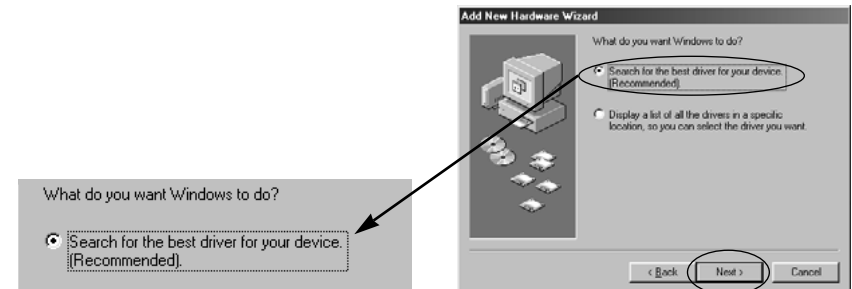 Add New Hardware Wizard
What do you want Windows to do?
Search for the best driver for your device.
(Recommended).
Display a list of all the drivers in a specific
location, so you can select the driver you want.
< Back
Next >
Cancel
What do you want Windows to do?
Search for the best driver for your device.
(Recommended).